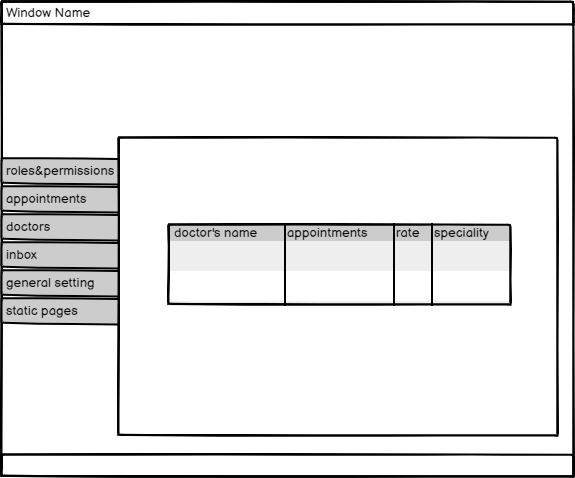 Window Name
roles&permissions
appointments
doctors
inbox
general setting
static pages
doctor's name appointments rate speciality